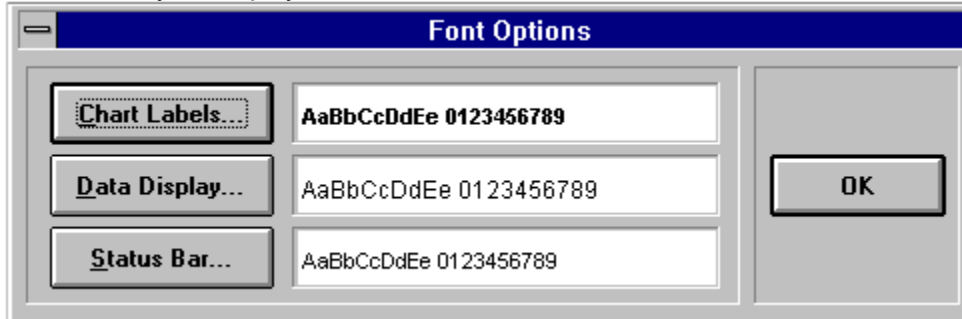 Font Options
Chart Labels... AaBbCcDdEe 0123456789
Data Display... AaBbCcDdEe 0123456789
OK
Status Bar... AaBbCcDdEe 0123456789